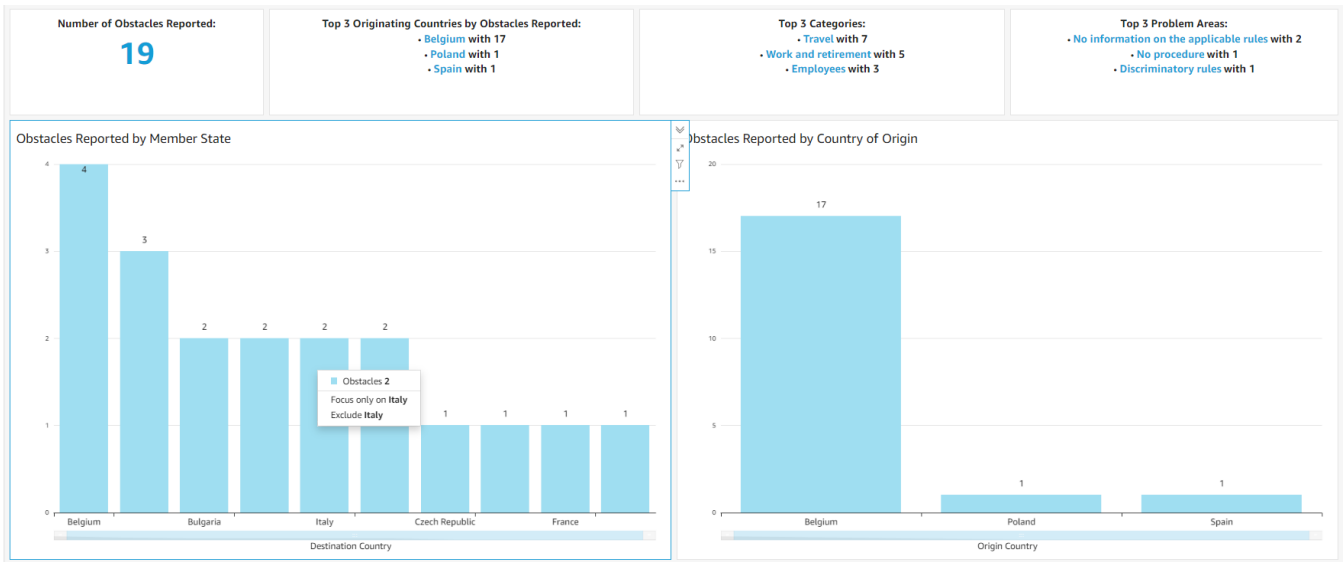 Number of Obstacles Reported:
19
Top 3 Originating Countries by Obstacles Reported:
• Belgium with 17
• Poland with 1
• Spain with 1
Top 3 Categories:
• Travel with 7
• Work and retirement with 5
• Employees with 3
Top 3 Problem Areas:
• No information on the applicable rules with 2
• No procedure with 1
• Discriminatory rules with 1
Obstacles Reported by Member State
4
3
2
1
0
4
3
2
2
2
2
1
1
1
1
Obstacles 2
Focus only on Italy
Exclude Italy
Belgium
Bulgaria
Italy
Czech Republic
France
Destination Country
Obstacles Reported by Country of Origin
20
15
10
5
0
17
1
1
Belgium
Poland
Spain
Origin Country